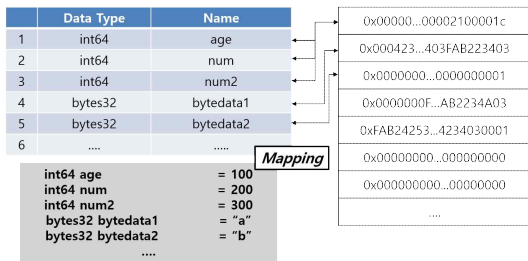 Data Type Name
1 int64 age
2 int64 num
3 int64 num2
4 bytes32 bytedata1
5 bytes32 bytedata2
6 .... .....
Mapping
int64 age = 100
int64 num = 200
int64 num2 = 300
bytes32 bytedata1 = “a”
bytes32 bytedata2 = “b”
....
0x00000...00002100001c
0x000423...403FAB223403
0x0000000...0000000001
0x0000000F...AB2234A03
0xFAB24253...4234030001
0x00000000...000000000
0x000000000...00000000
....